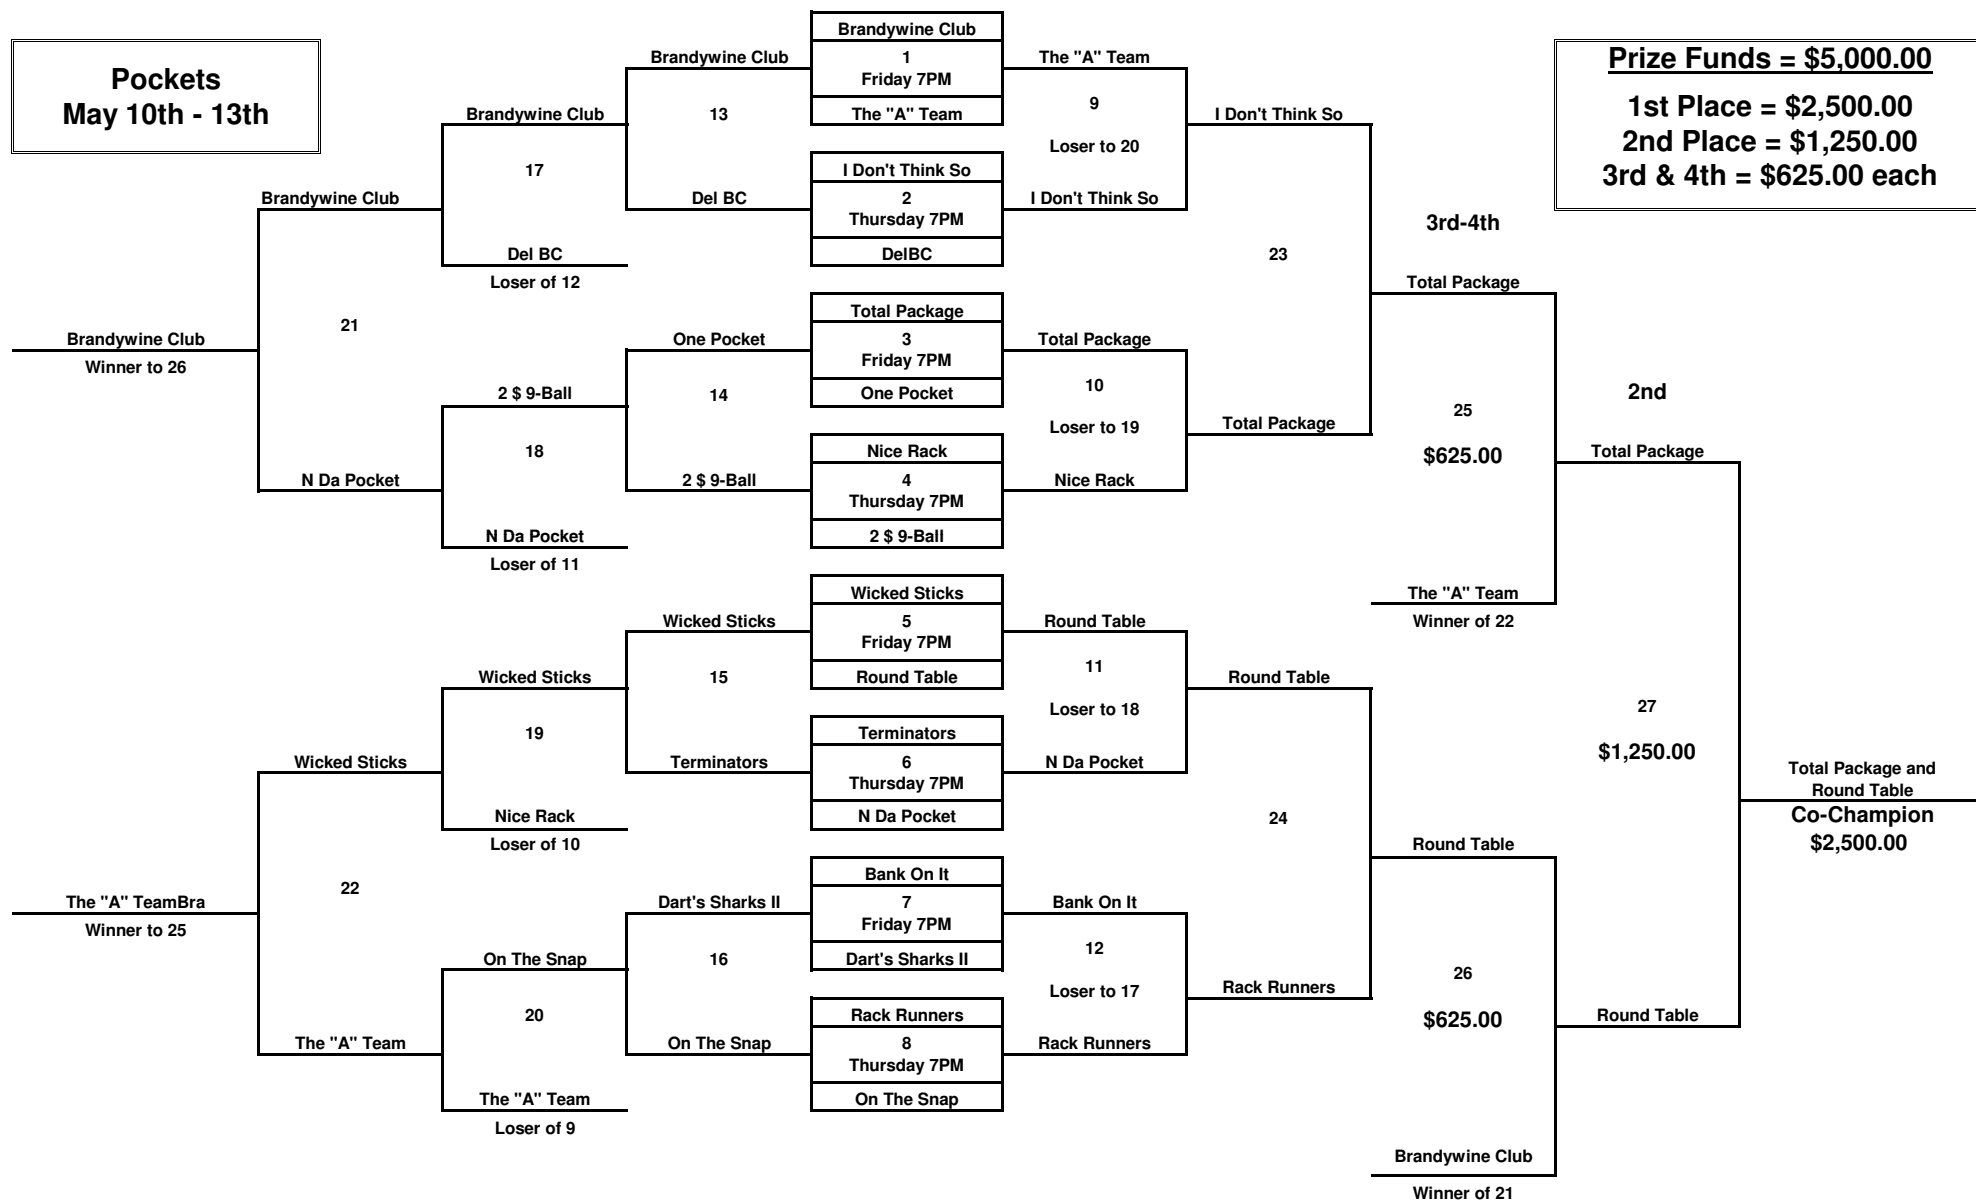 Pockets
May 10th - 13th
Prize Funds = $5,000.00
1st Place = $2,500.00
2nd Place = $1,250.00
3rd & 4th = $625.00 each
Brandywine Club
Winner to 26
The "A" TeamBra
Winner to 25
Brandywine Club
21
N Da Pocket
Wicked Sticks
22
The "A" Team
Brandywine Club
17
Del BC
Loser of 12
2 $ 9-Ball
18
N Da Pocket
Loser of 11
Wicked Sticks
19
Nice Rack
Loser of 10
On The Snap
20
The "A" Team
Loser of 9
Brandywine Club
13
Del BC
One Pocket
14
2 $ 9-Ball
Wicked Sticks
15
Terminators
Dart's Sharks II
16
On The Snap
Brandywine Club
1
Friday 7PM
The "A" Team
I Don't Think So
2
Thursday 7PM
DelBC
Total Package
3
Friday 7PM
One Pocket
Nice Rack
4
Thursday 7PM
2 $ 9-Ball
Wicked Sticks
5
Friday 7PM
Round Table
Terminators
6
Thursday 7PM
N Da Pocket
Bank On It
7
Friday 7PM
Dart's Sharks II
Rack Runners
8
Thursday 7PM
On The Snap
The "A" Team
9
Loser to 20
I Don't Think So
Total Package
10
Loser to 19
Nice Rack
Round Table
11
Loser to 18
N Da Pocket
Bank On It
12
Loser to 17
Rack Runners
I Don't Think So
23
Total Package
Round Table
24
Rack Runners
3rd-4th
Total Package
25
$625.00
The "A" Team
Winner of 22
Round Table
26
$625.00
Brandywine Club
Winner of 21
2nd
Total Package
27
$1,250.00
Round Table
Total Package and
Round Table
Co-Champion
$2,500.00